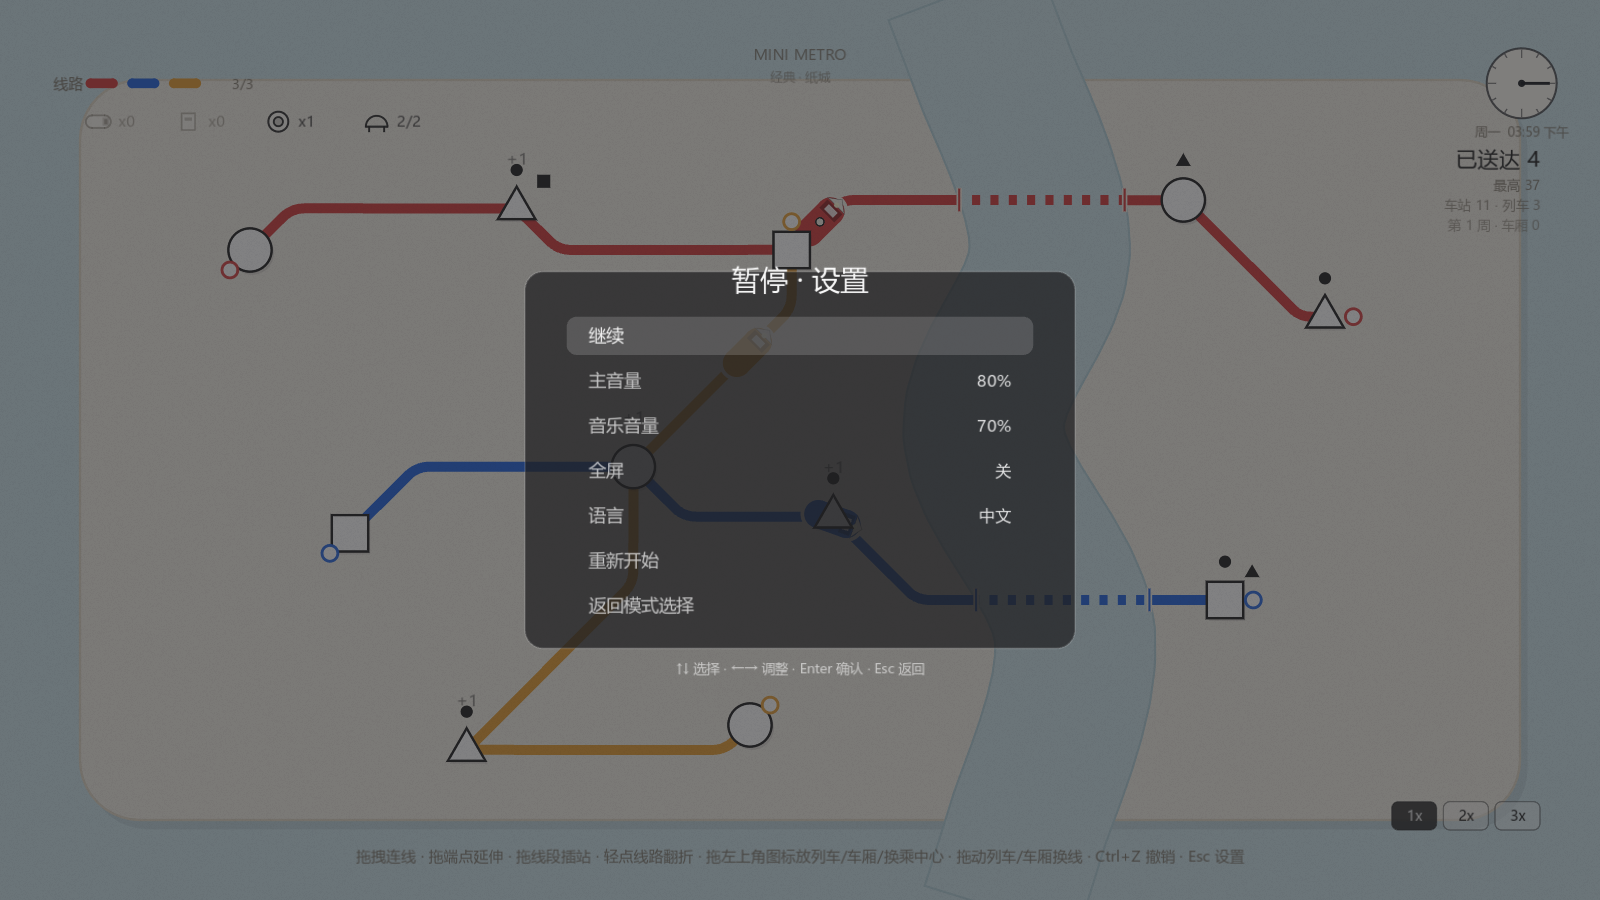 MINI METRO
经典 · 纸城
线路 3/3
x0 x0 x1 2/2
周一 03:59 下午
已送达 4
最高 37
车站 11 · 列车 3
第 1 周 · 车厢 0
+1
暂停 · 设置
继续
主音量 80%
音乐音量 70%
全屏 关
+1
语言 中文
重新开始
返回模式选择
↑↓ 选择 · ←→ 调整 · Enter 确认 · Esc 返回
+1
1x 2x 3x
拖拽连线 · 拖端点延伸 · 拖线段插站 · 轻点线路翻折 · 拖左上角图标放列车/车厢/换乘中心 · 拖动列车/车厢换线 · Ctrl+Z 撤销 · Esc 设置